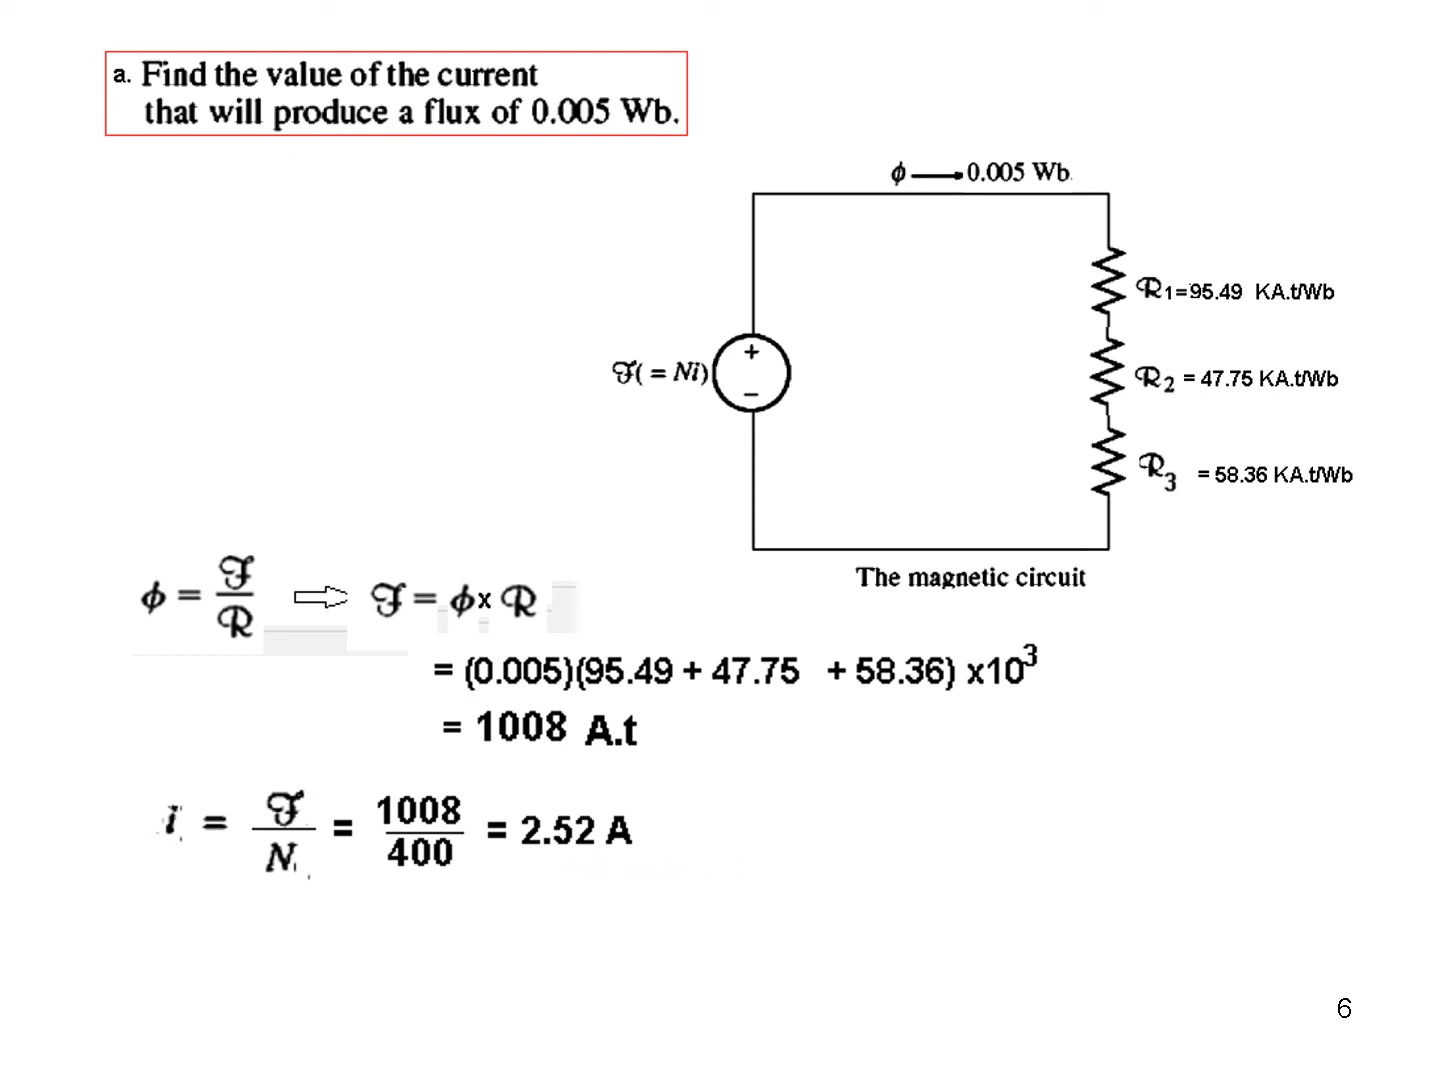 a. Find the value of the current
that will produce a flux of 0.005 Wb.
ϕ ⟶ 0.005 Wb
ℛ1=95.49 KA.t/Wb
ℱ( = Ni)
+
−
ℛ2 = 47.75 KA.t/Wb
ℛ3 = 58.36 KA.t/Wb
The magnetic circuit
ϕ = ℱ/ℛ ⇨ ℱ = ϕ x ℛ
= (0.005)(95.49 + 47.75 + 58.36) x10³
= 1008 A.t
i = ℱ/N = 1008/400 = 2.52 A
6